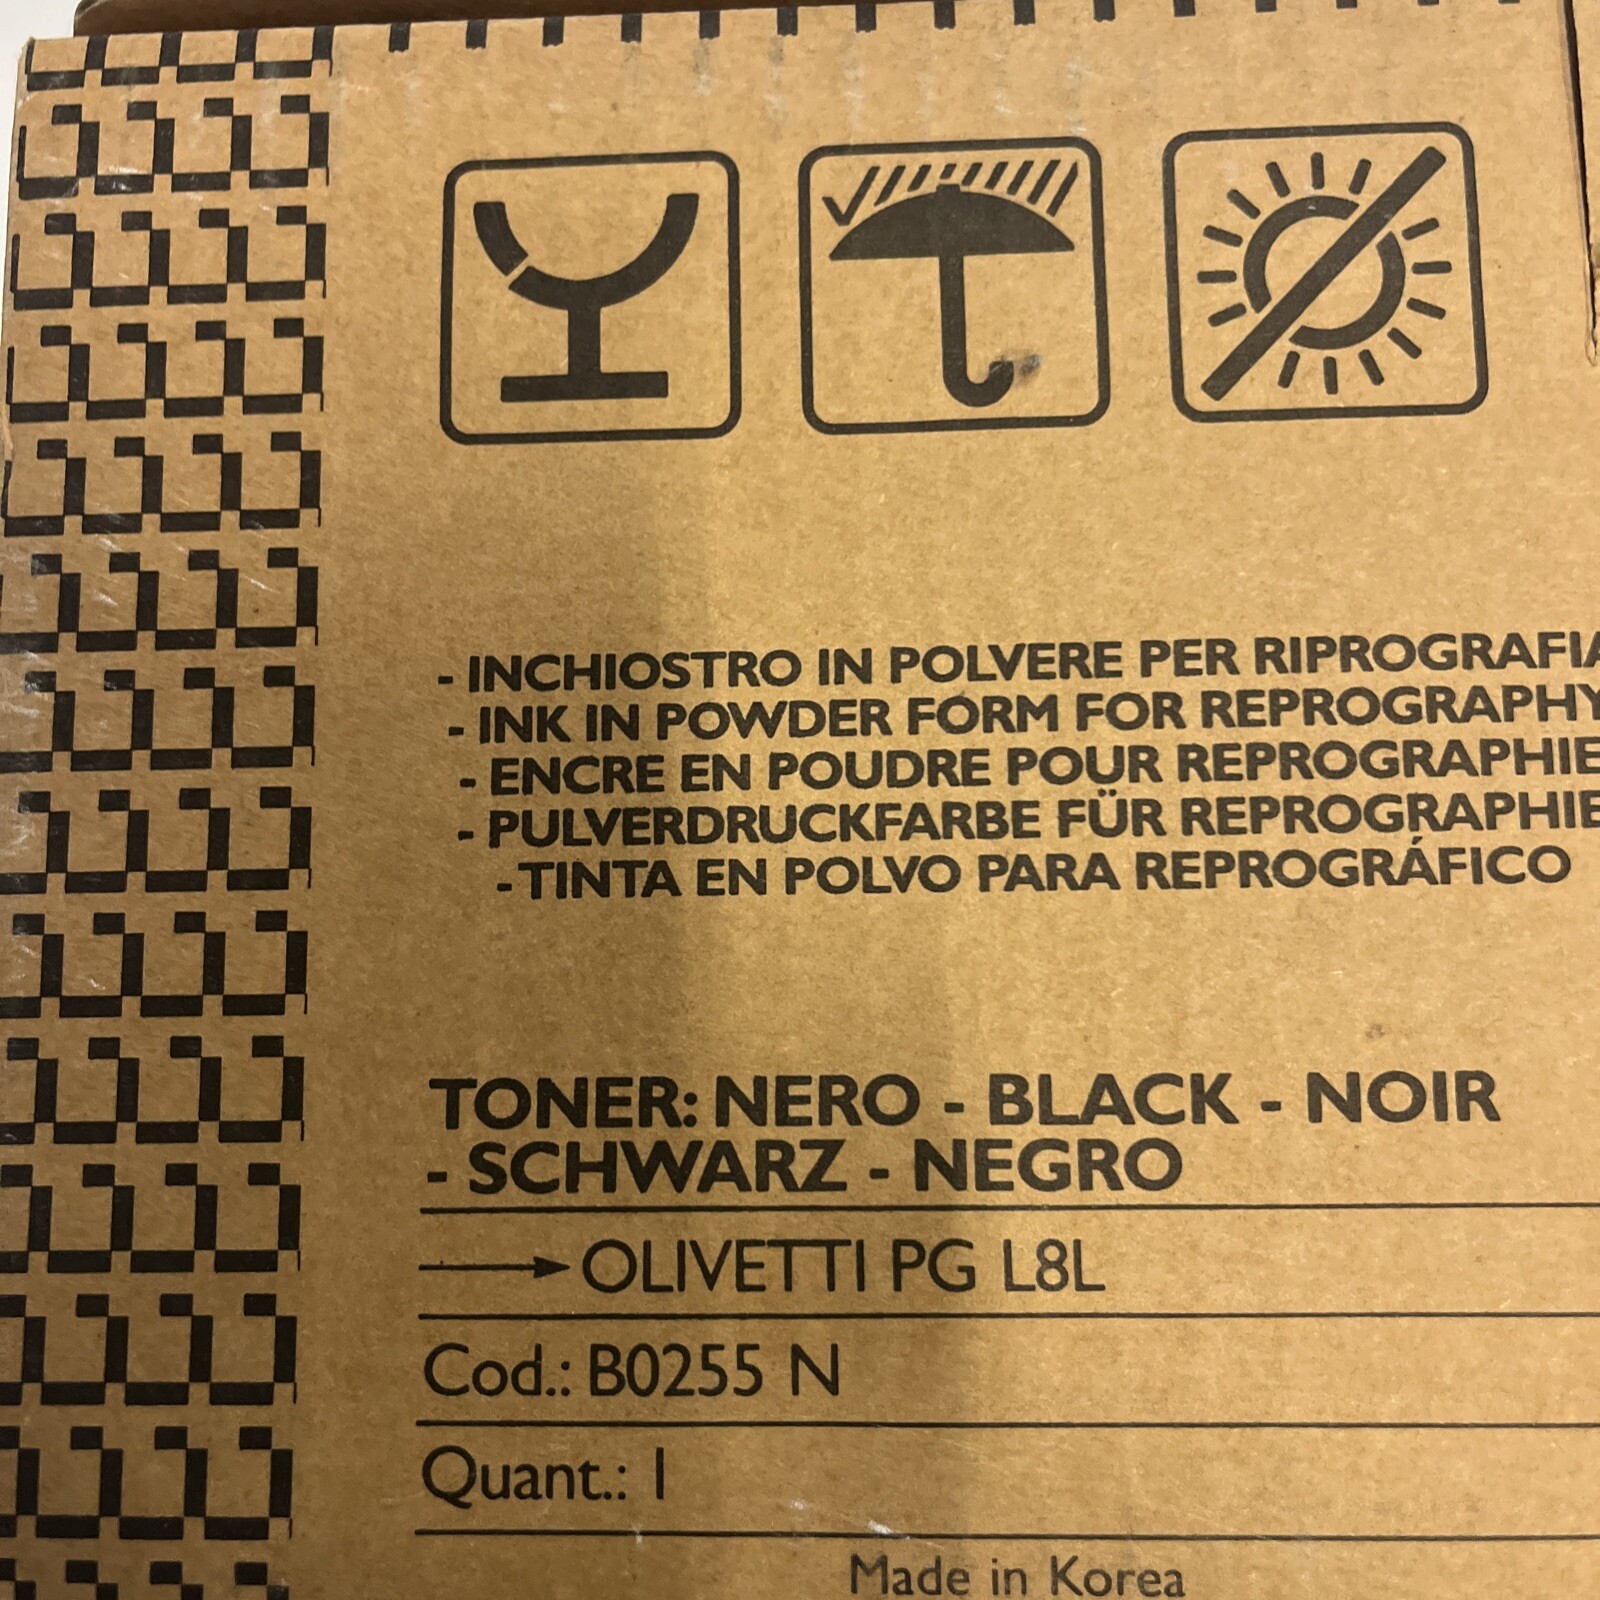 - INCHIOSTRO IN POLVERE PER RIPROGRAFIA
- INK IN POWDER FORM FOR REPROGRAPHY
- ENCRE EN POUDRE POUR REPROGRAPHIE
- PULVERDRUCKFARBE FÜR REPROGRAPHIE
- TINTA EN POLVO PARA REPROGRÁFICO
TONER: NERO - BLACK - NOIR
- SCHWARZ - NEGRO
OLIVETTI PG L8L
Cod.: B0255 N
Quant.: 1
Made in Korea